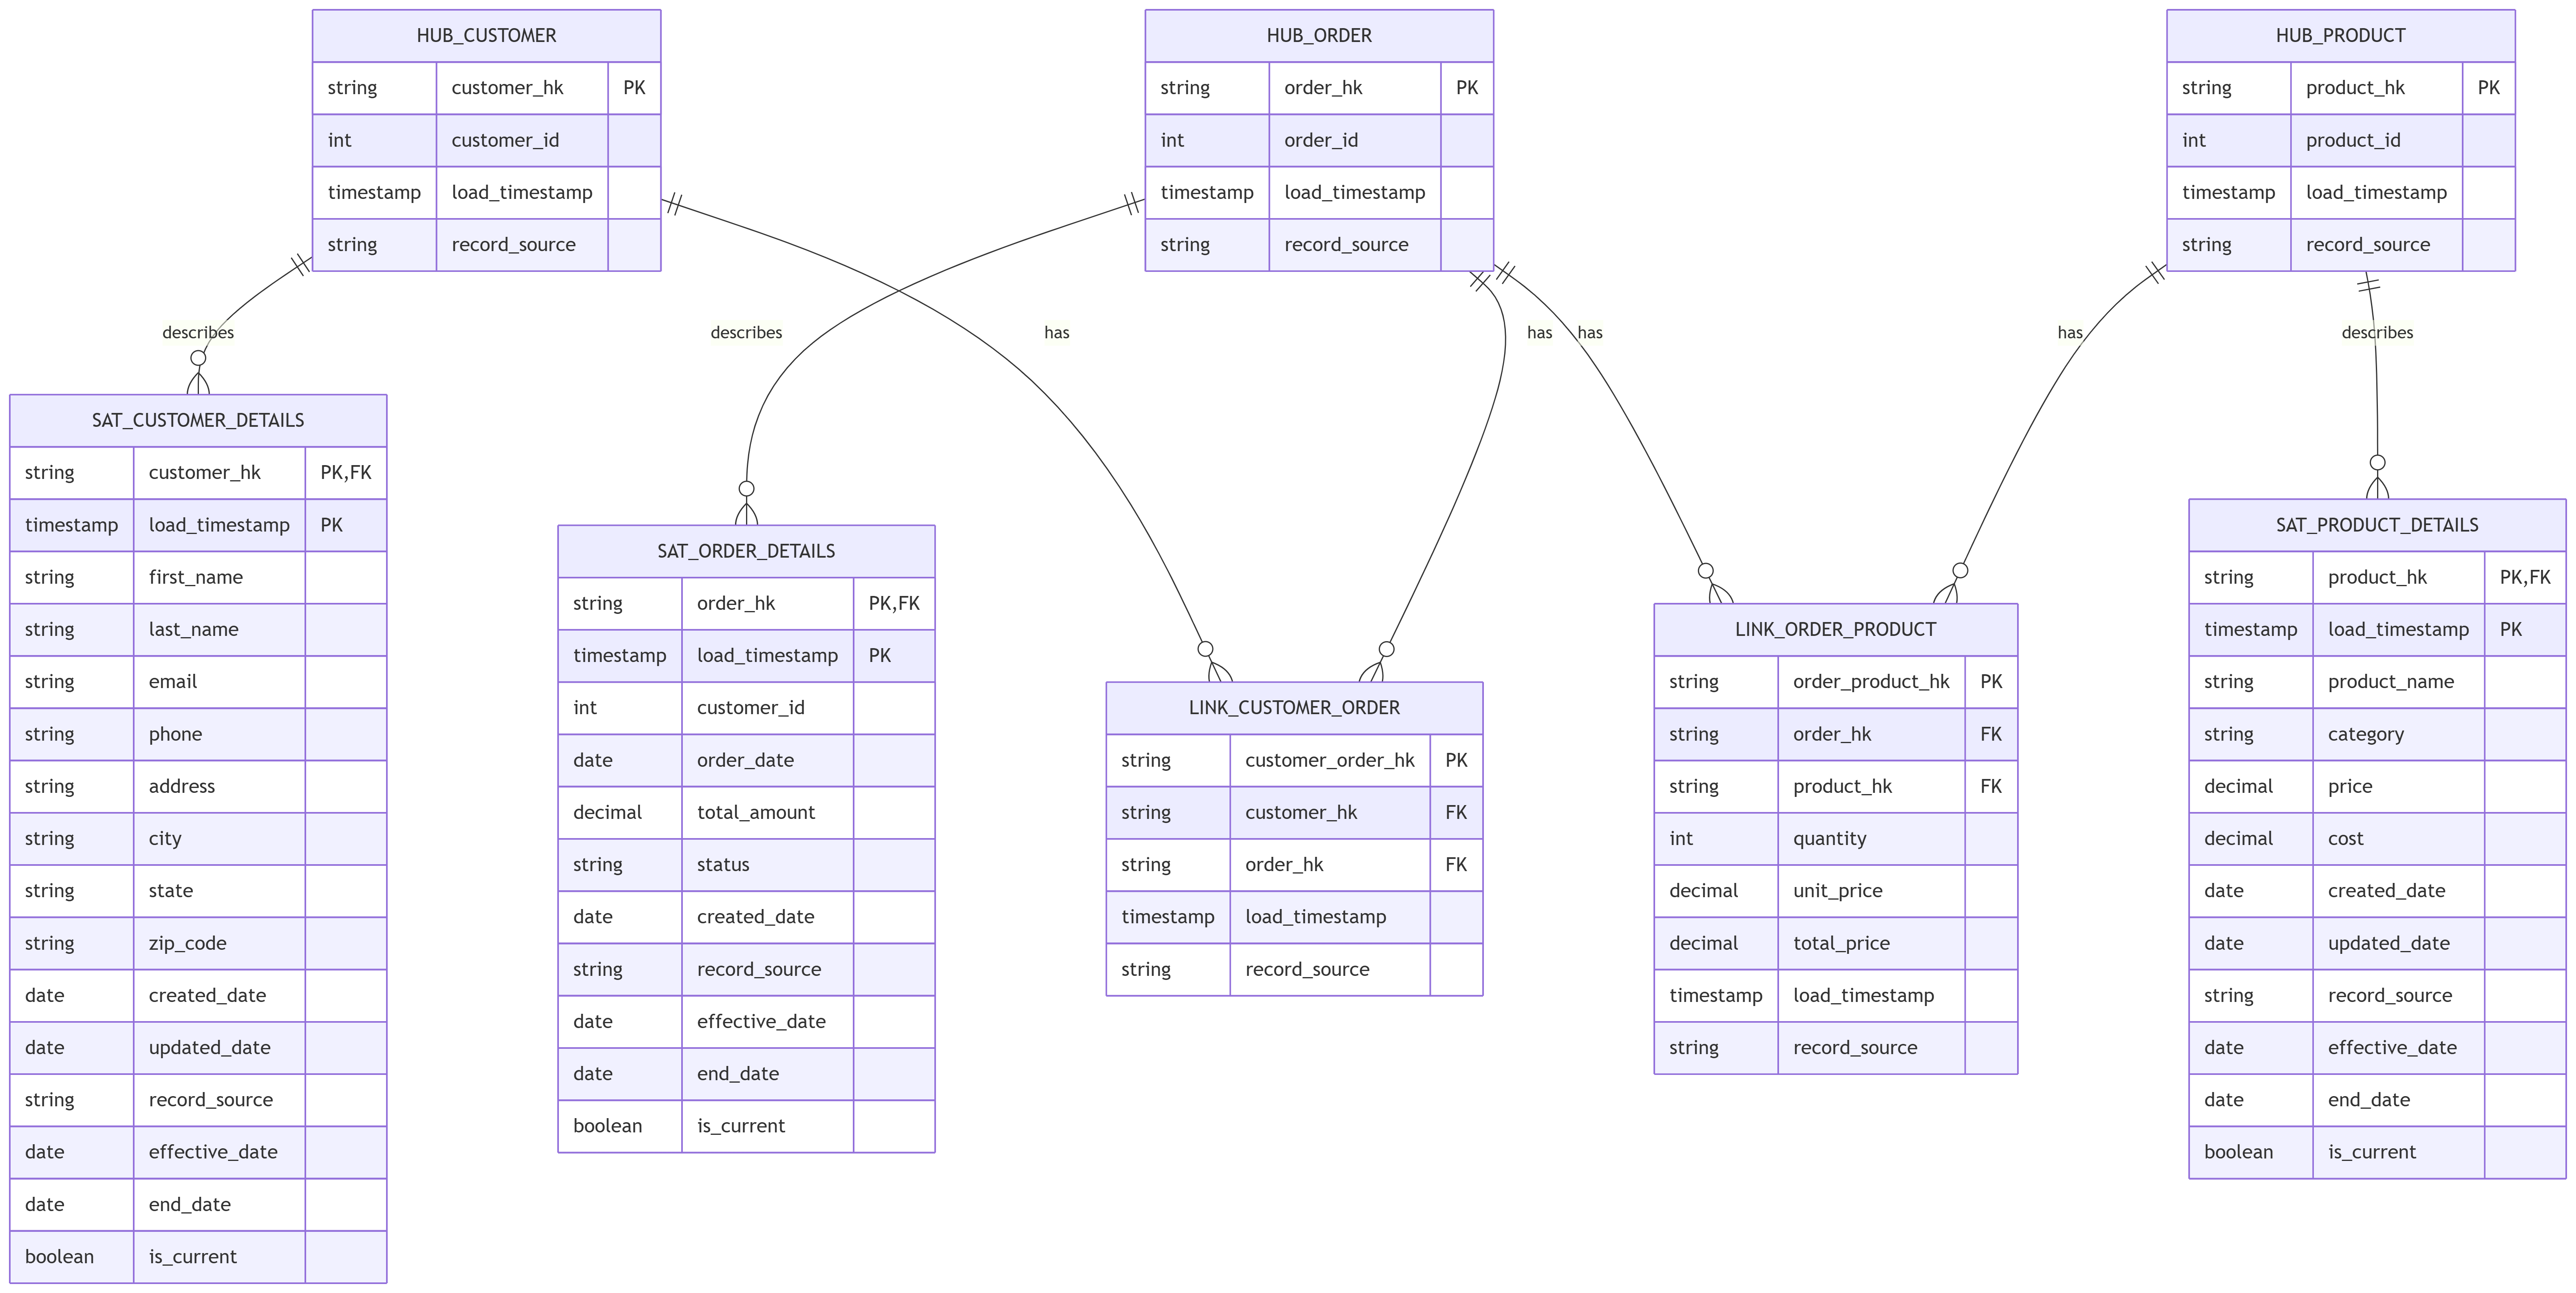 HUB_CUSTOMER
string customer_hk PK
int customer_id
timestamp load_timestamp
string record_source
HUB_ORDER
string order_hk PK
int order_id
timestamp load_timestamp
string record_source
HUB_PRODUCT
string product_hk PK
int product_id
timestamp load_timestamp
string record_source
describes
describes
has
has
has
has
describes
SAT_CUSTOMER_DETAILS
string customer_hk PK,FK
timestamp load_timestamp PK
string first_name
string last_name
string email
string phone
string address
string city
string state
string zip_code
date created_date
date updated_date
string record_source
date effective_date
date end_date
boolean is_current
SAT_ORDER_DETAILS
string order_hk PK,FK
timestamp load_timestamp PK
int customer_id
date order_date
decimal total_amount
string status
date created_date
string record_source
date effective_date
date end_date
boolean is_current
LINK_CUSTOMER_ORDER
string customer_order_hk PK
string customer_hk FK
string order_hk FK
timestamp load_timestamp
string record_source
LINK_ORDER_PRODUCT
string order_product_hk PK
string order_hk FK
string product_hk FK
int quantity
decimal unit_price
decimal total_price
timestamp load_timestamp
string record_source
SAT_PRODUCT_DETAILS
string product_hk PK,FK
timestamp load_timestamp PK
string product_name
string category
decimal price
decimal cost
date created_date
date updated_date
string record_source
date effective_date
date end_date
boolean is_current